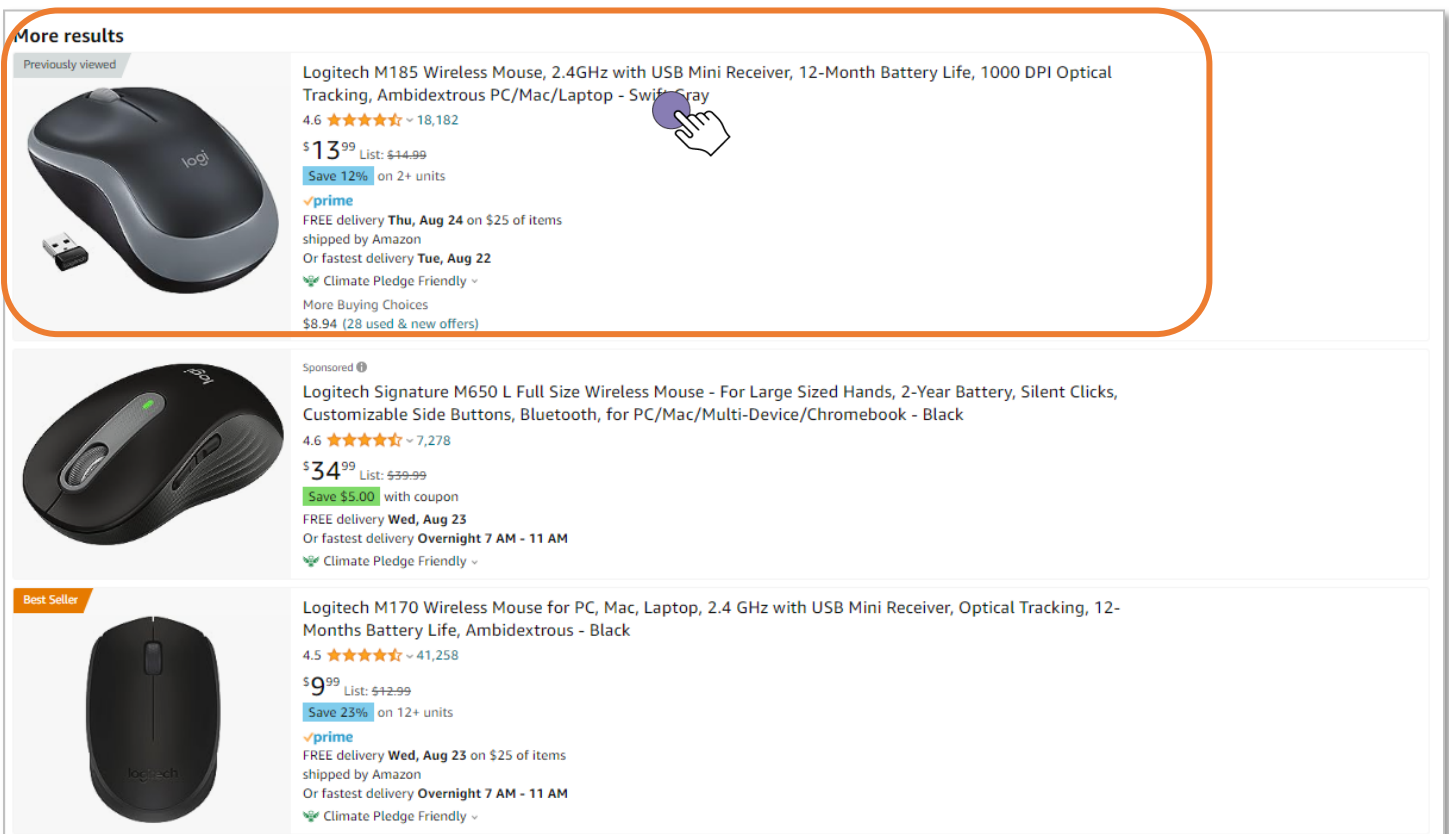 More results
Previously viewed
logi
Logitech M185 Wireless Mouse, 2.4GHz with USB Mini Receiver, 12-Month Battery Life, 1000 DPI Optical
Tracking, Ambidextrous PC/Mac/Laptop - Swift Gray
4.6 18,182
$13.99 List: $14.99
Save 12% on 2+ units
prime
FREE delivery Thu, Aug 24 on $25 of items
shipped by Amazon
Or fastest delivery Tue, Aug 22
Climate Pledge Friendly
More Buying Choices
$8.94 (28 used & new offers)
logi
Sponsored
Logitech Signature M650 L Full Size Wireless Mouse - For Large Sized Hands, 2-Year Battery, Silent Clicks,
Customizable Side Buttons, Bluetooth, for PC/Mac/Multi-Device/Chromebook - Black
4.6 7,278
$34.99 List: $39.99
Save $5.00 with coupon
FREE delivery Wed, Aug 23
Or fastest delivery Overnight 7 AM - 11 AM
Climate Pledge Friendly
Best Seller
logitech
Logitech M170 Wireless Mouse for PC, Mac, Laptop, 2.4 GHz with USB Mini Receiver, Optical Tracking, 12-
Months Battery Life, Ambidextrous - Black
4.5 41,258
$9.99 List: $12.99
Save 23% on 12+ units
prime
FREE delivery Wed, Aug 23 on $25 of items
shipped by Amazon
Or fastest delivery Overnight 7 AM - 11 AM
Climate Pledge Friendly